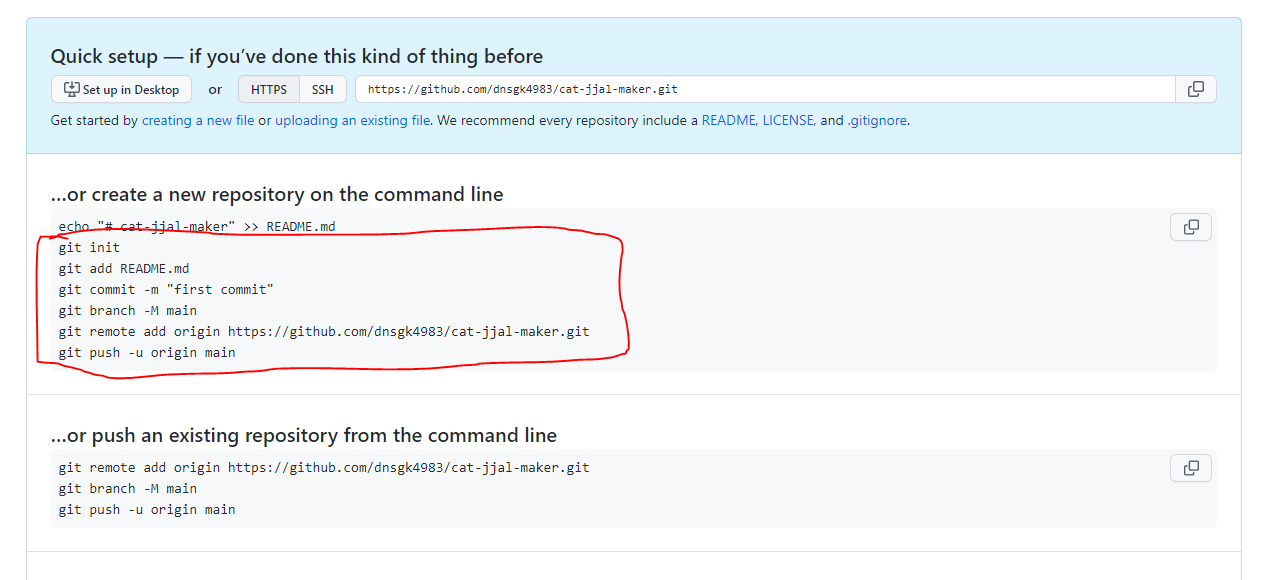 Quick setup — if you’ve done this kind of thing before
Set up in Desktop or HTTPS SSH https://github.com/dnsgk4983/cat-jjal-maker.git
Get started by creating a new file or uploading an existing file. We recommend every repository include a README, LICENSE, and .gitignore.
…or create a new repository on the command line
echo "# cat-jjal-maker" >> README.md
git init
git add README.md
git commit -m "first commit"
git branch -M main
git remote add origin https://github.com/dnsgk4983/cat-jjal-maker.git
git push -u origin main
…or push an existing repository from the command line
git remote add origin https://github.com/dnsgk4983/cat-jjal-maker.git
git branch -M main
git push -u origin main